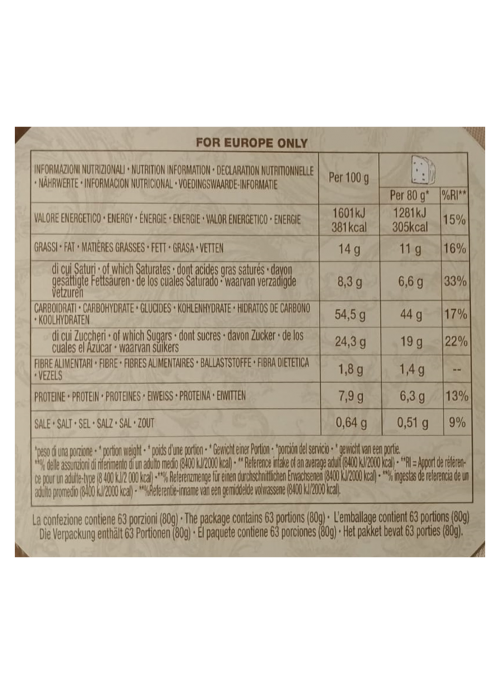 FOR EUROPE ONLY
INFORMAZIONI NUTRIZIONALI • NUTRITION INFORMATION • DÉCLARATION NUTRITIONNELLE
• NÄHRWERTE • INFORMACIÓN NUTRICIONAL • VOEDINGSWAARDE-INFORMATIE
Per 100 g
Per 80 g* %RI**
VALORE ENERGETICO • ENERGY • ÉNERGIE • ENERGIE • VALOR ENERGETICO • ENERGIE
1601kJ 1281kJ 15%
381kcal 305kcal
GRASSI • FAT • MATIÈRES GRASSES • FETT • GRASA • VETTEN 14 g 11 g 16%
di cui Saturi • of which Saturates • dont acides gras saturés • davon
gesättigte Fettsäuren • de los cuales Saturado • waarvan verzadigde
vetzuren
8,3 g 6,6 g 33%
CARBOIDRATI • CARBOHYDRATE • GLUCIDES • KOHLENHYDRATE • HIDRATOS DE CARBONO
• KOOLHYDRATEN
54,5 g 44 g 17%
di cui Zuccheri • of which Sugars • dont sucres • davon Zucker • de los
cuales el Azúcar • waarvan suikers
24,3 g 19 g 22%
FIBRE ALIMENTARI • FIBRE • FIBRES ALIMENTAIRES • BALLASTSTOFFE • FIBRA DIETÉTICA
• VEZELS
1,8 g 1,4 g --
PROTEINE • PROTEIN • PROTÉINES • EIWEISS • PROTEINA • EIWITTEN 7,9 g 6,3 g 13%
SALE • SALT • SEL • SALZ • SAL • ZOUT 0,64 g 0,51 g 9%
*peso di una porzione • * portion weight • * poids d'une portion • * Gewicht einer Portion • *porción del servicio • * gewicht van een portie.
**% delle assunzioni di riferimento di un adulto medio (8400 kJ/2000 kcal) • ** Reference intake of an average adult (8400 kJ/2000 kcal) • **RI = Apport de référen-
ce pour un adulte-type (8 400 kJ/2 000 kcal) •**% Referenzmenge für einen durchschnittlichen Erwachsenen (8400 kJ/2000 kcal) • **% ingestas de referencia de un
adulto promedio (8400 kJ/2000 kcal) • **%Referentie-inname van een gemiddelde volwassene (8400 kJ/2000 kcal).
La confezione contiene 63 porzioni (80g) • The package contains 63 portions (80g) • L'emballage contient 63 portions (80g)
Die Verpackung enthält 63 Portionen (80g) • El paquete contiene 63 porciones (80g) • Het pakket bevat 63 porties (80g).